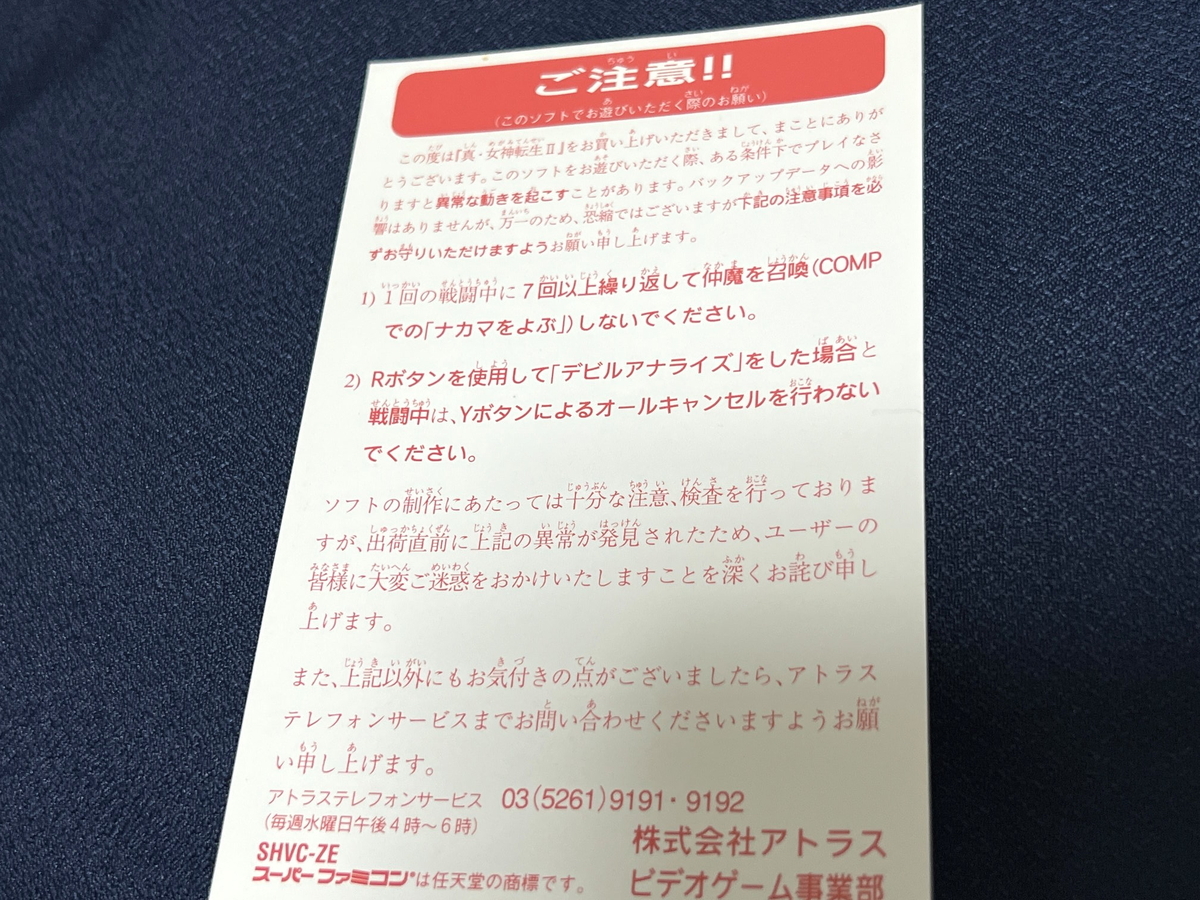 ご注意!!
(このソフトでお遊びいただく際のお願い)
この度は『真・女神転生II』をお買い上げいただきまして、まことにありが
とうございます。このソフトをお遊びいただく際、ある条件下でプレイなさ
りますと異常な動きを起こすことがあります。バックアップデータへの影
響はありませんが、万一のため、恐縮ではございますが下記の注意事項を必
ずお守りいただけますようお願い申し上げます。
1) 1回の戦闘中に7回以上繰り返して仲魔を召喚(COMP
での「ナカマをよぶ」)しないでください。
2) Rボタンを使用して「デビルアナライズ」をした場合と
戦闘中は、Yボタンによるオールキャンセルを行わない
でください。
ソフトの制作にあたっては十分な注意、検査を行っておりま
すが、出荷直前に上記の異常が発見されたため、ユーザーの
皆様に大変ご迷惑をおかけいたしますことを深くお詫び申し
上げます。
また、上記以外にもお気付きの点がございましたら、アトラス
テレフォンサービスまでお問い合わせくださいますようお願
い申し上げます。
アトラステレフォンサービス 03(5261)9191・9192
(毎週水曜日午後4時〜6時)
株式会社アトラス
SHVC-ZE
ビデオゲーム事業部
スーパーファミコン®は任天堂の商標です。